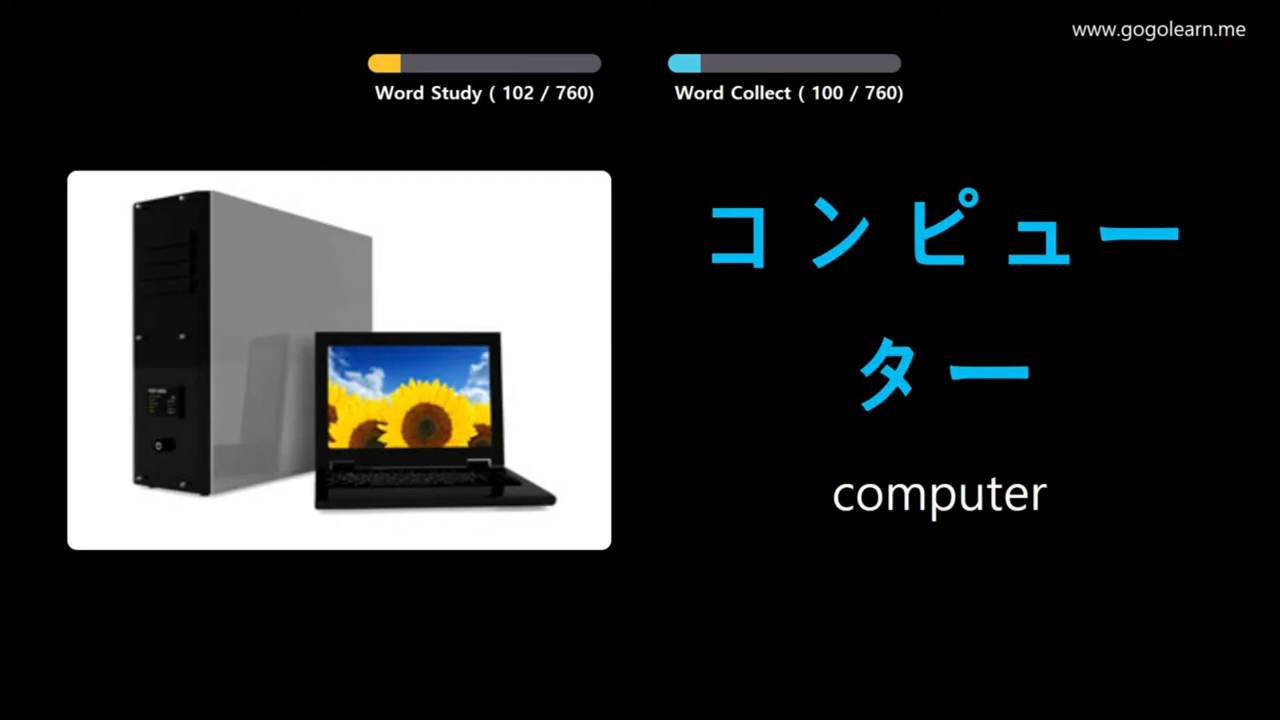 www.gogolearn.me
Word Study ( 102 / 760)
Word Collect ( 100 / 760)
コンピュー
ター
computer